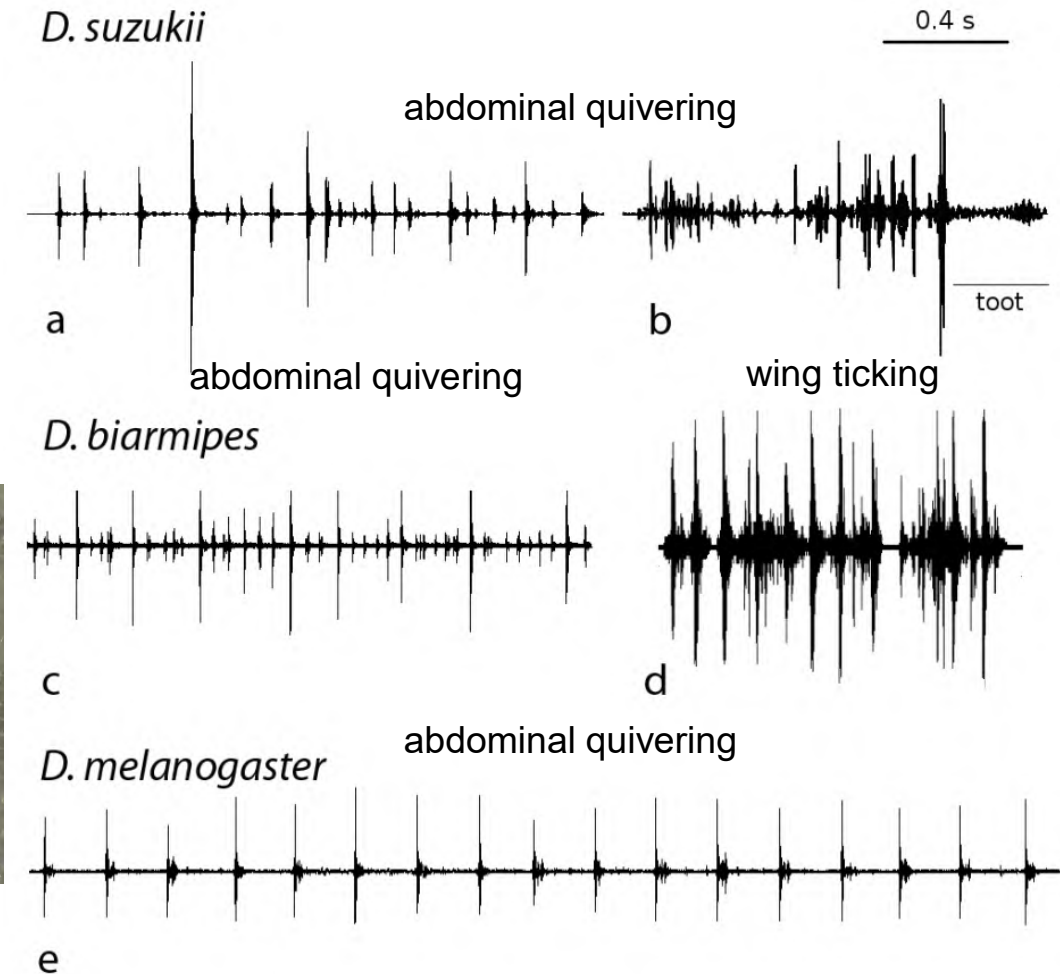 D. suzukii
0.4 s
abdominal quivering
a
b
toot
abdominal quivering
wing ticking
D. biarmipes
c
d
abdominal quivering
D. melanogaster
e